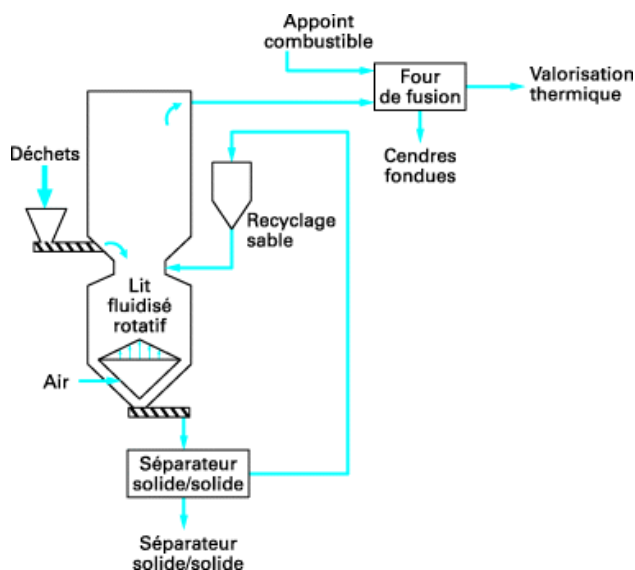 Appoint
combustible
Four
de fusion
Valorisation
thermique
Cendres
fondues
Déchets
Recyclage
sable
Lit
fluidisé
rotatif
Air
Séparateur
solide/solide
Séparateur
solide/solide